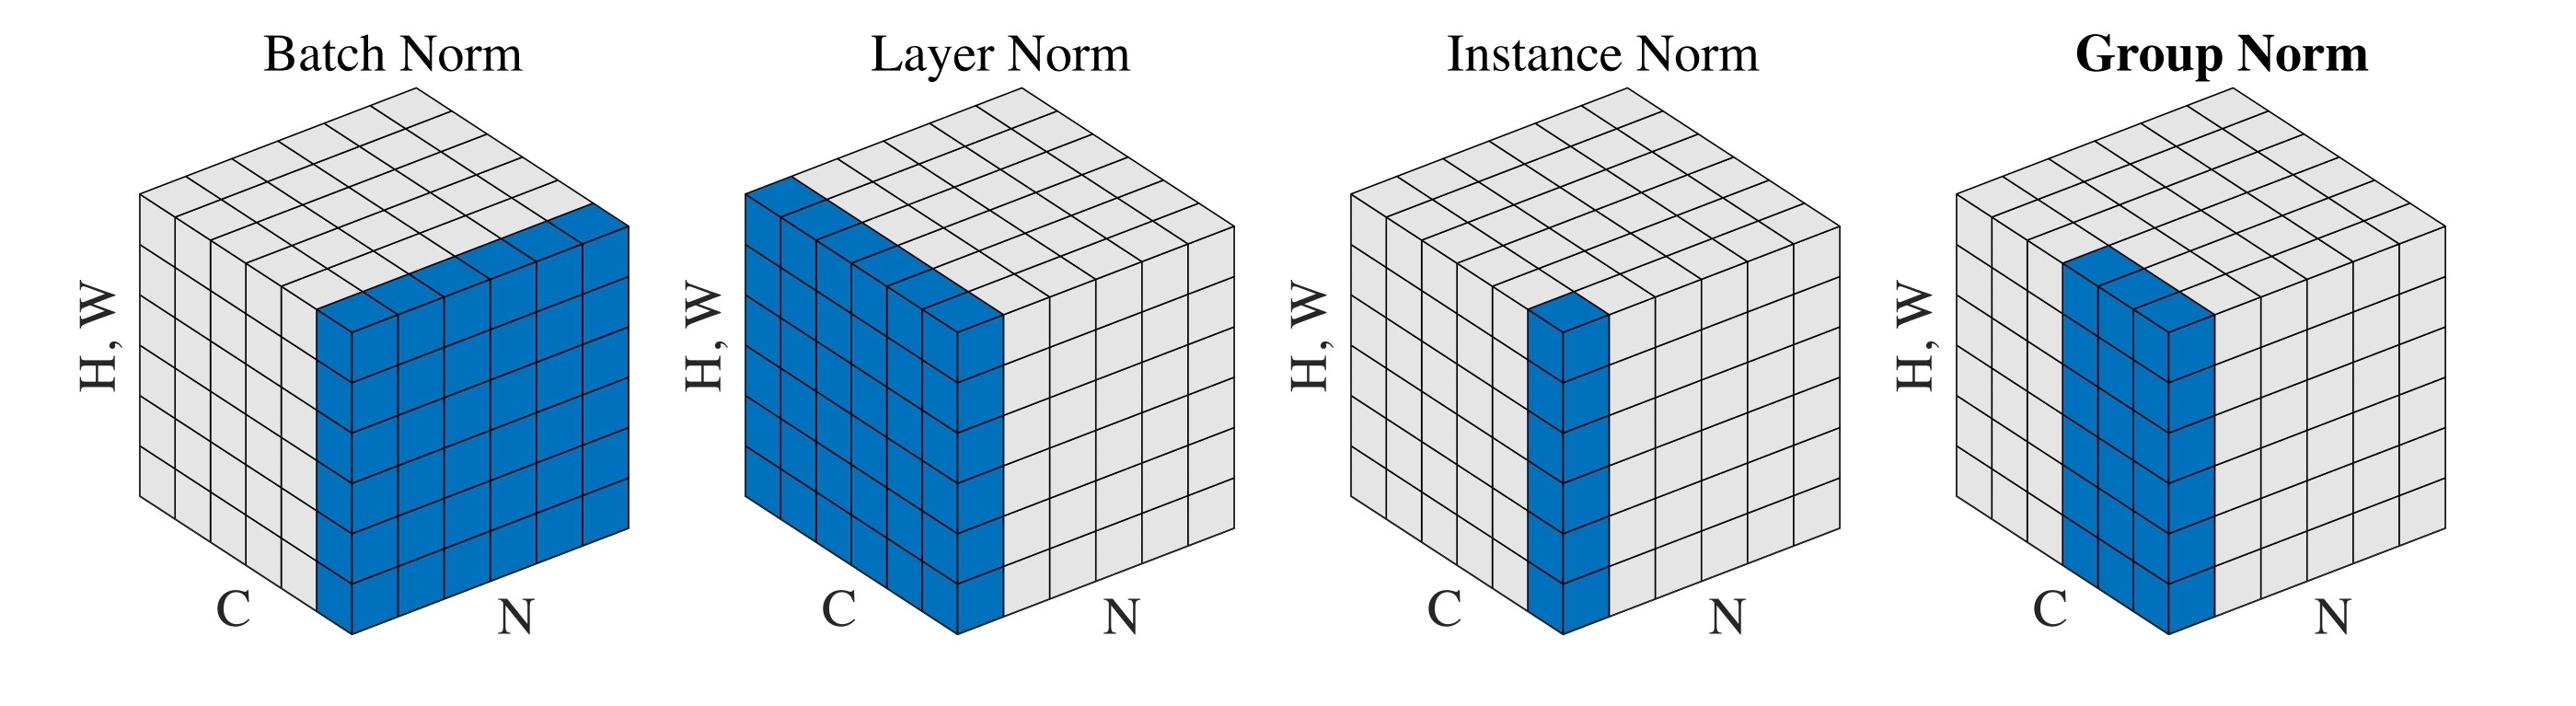 Batch Norm
H, W
C
N
Layer Norm
H, W
C
N
Instance Norm
H, W
C
N
Group Norm
H, W
C
N